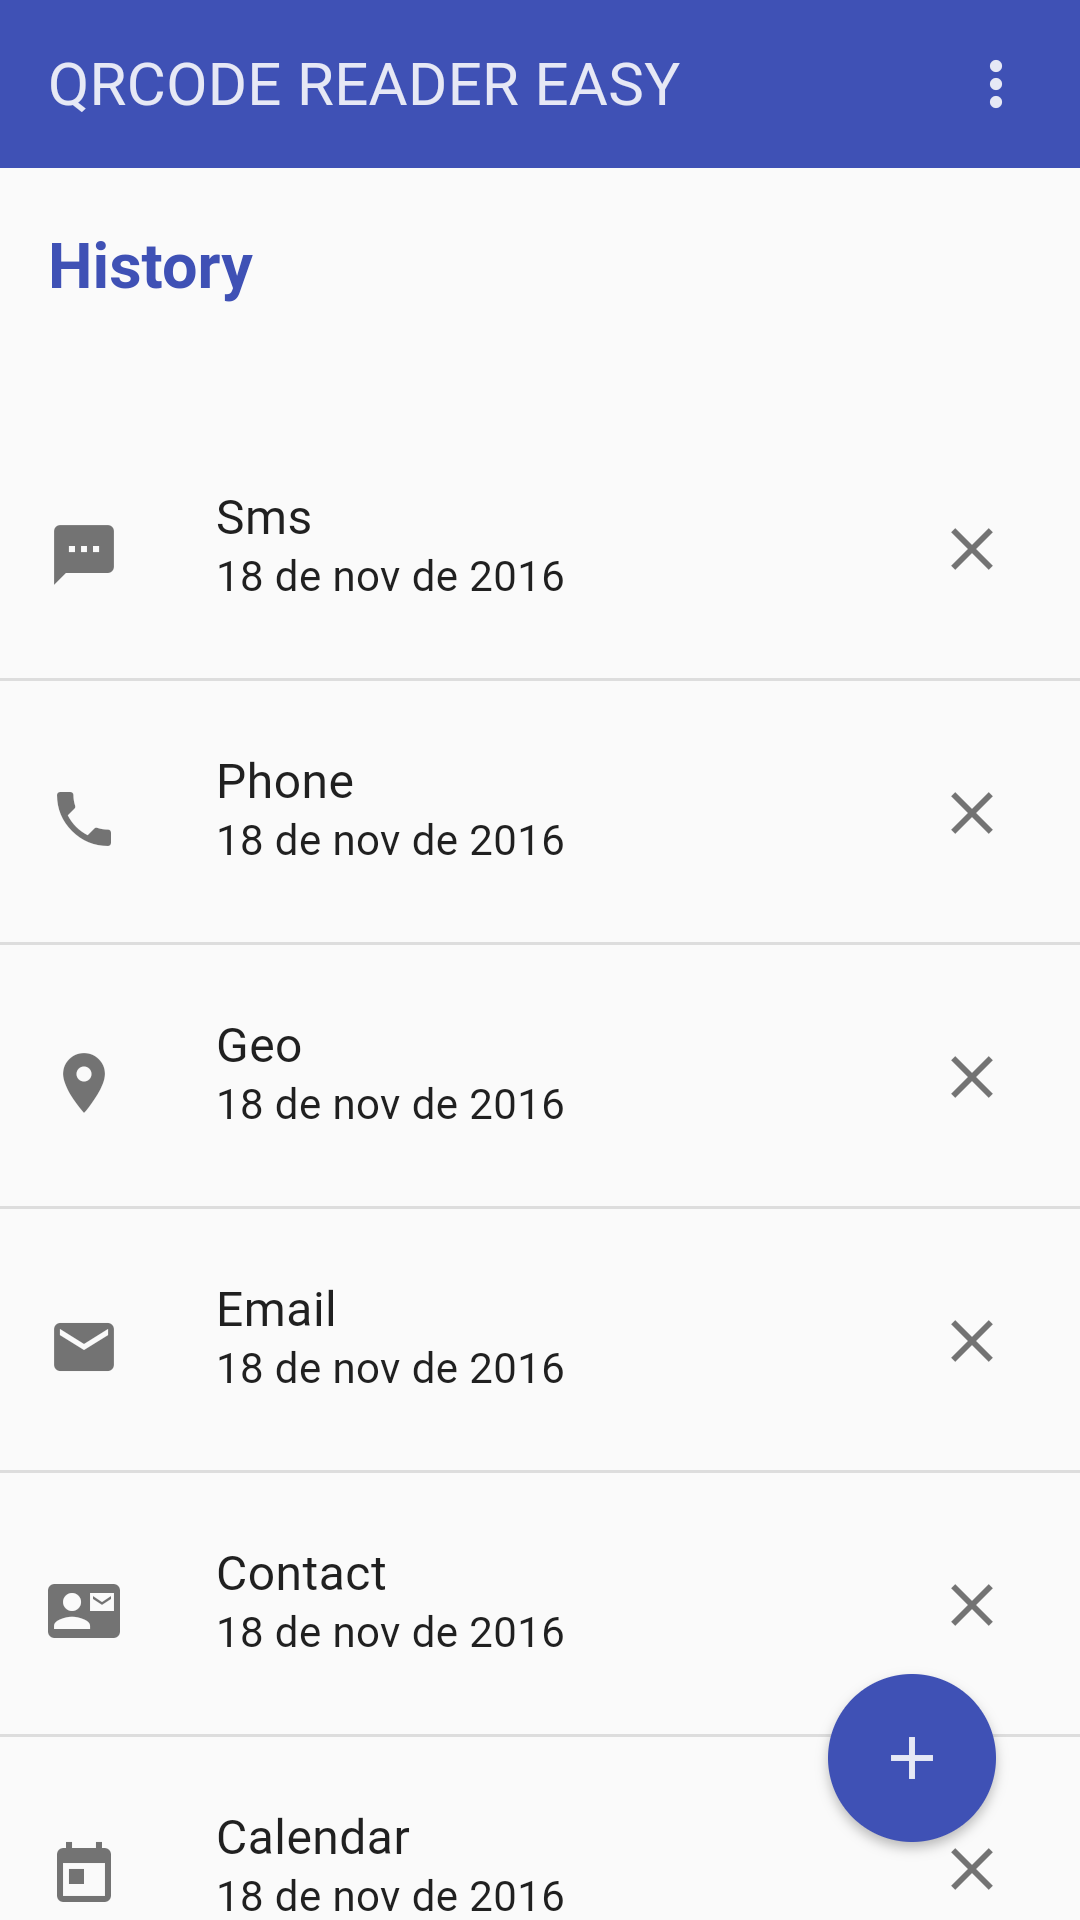 QRCODE READER EASY
History
Sms
18 de nov de 2016
Phone
18 de nov de 2016
Geo
18 de nov de 2016
Email
18 de nov de 2016
Contact
18 de nov de 2016
Calendar
18 de nov de 2016